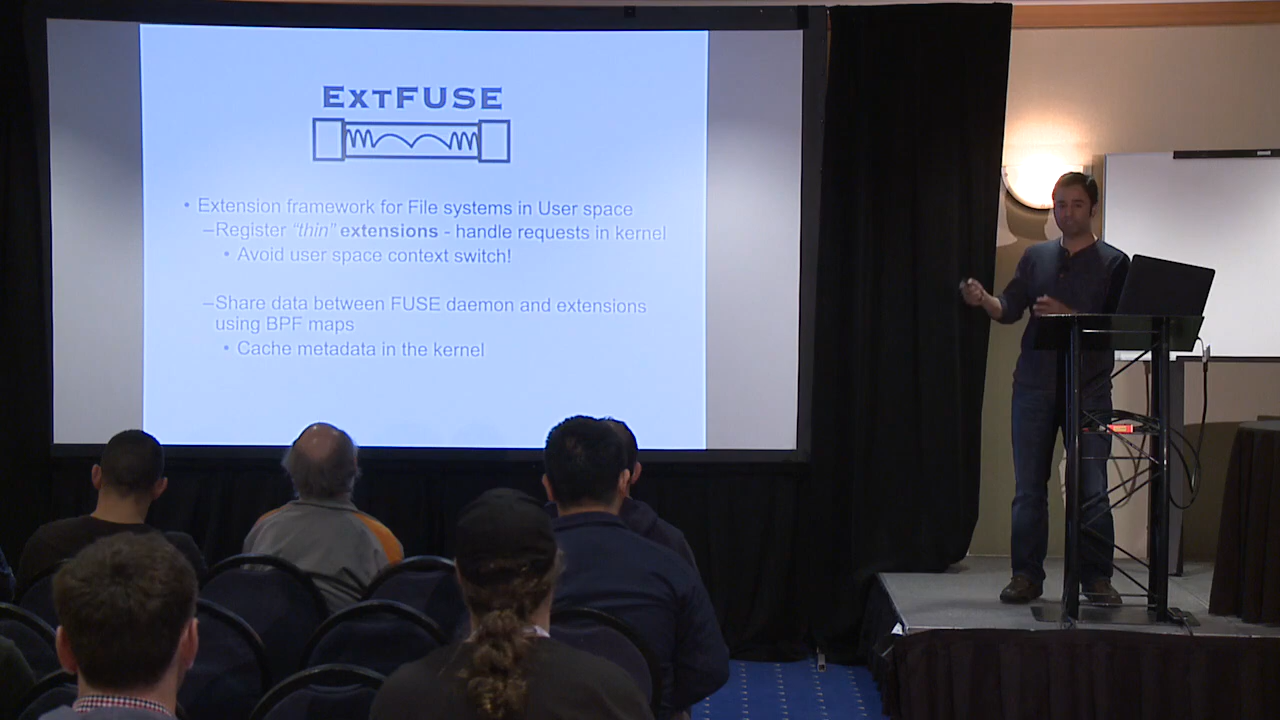 EXTFUSE
• Extension framework for File systems in User space
–Register “thin” extensions - handle requests in kernel
• Avoid user space context switch!
–Share data between FUSE daemon and extensions
using BPF maps
• Cache metadata in the kernel